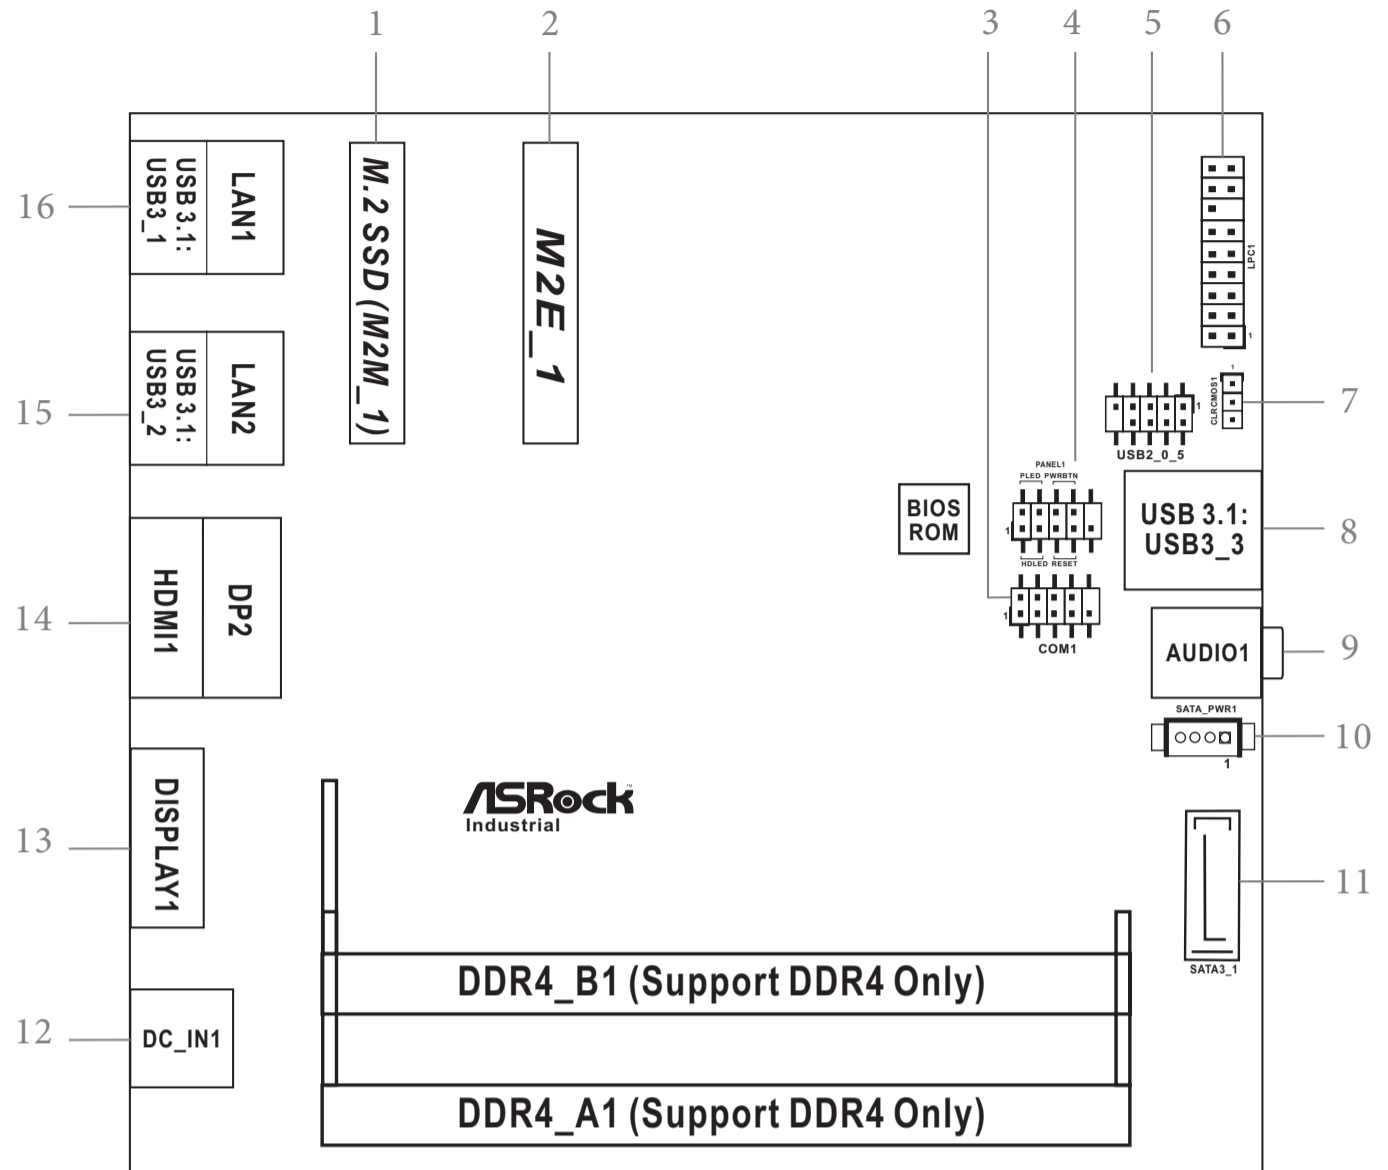 1
2
3
4
5
6
7
8
9
10
11
12
13
14
15
16
USB 3.1:
USB3_1
LAN1
USB 3.1:
USB3_2
LAN2
HDMI1
DP2
DISPLAY1
DC_IN1
M.2 SSD (M2M_1)
M2E_1
LPC1
1
1
CLRCMOS1
1
USB2_0_5
PANEL1
PLED PWRBTN
1
HDLED RESET
1
COM1
BIOS
ROM
USB 3.1:
USB3_3
AUDIO1
SATA_PWR1
1
SATA3_1
ASRock™
Industrial
DDR4_B1 (Support DDR4 Only)
DDR4_A1 (Support DDR4 Only)